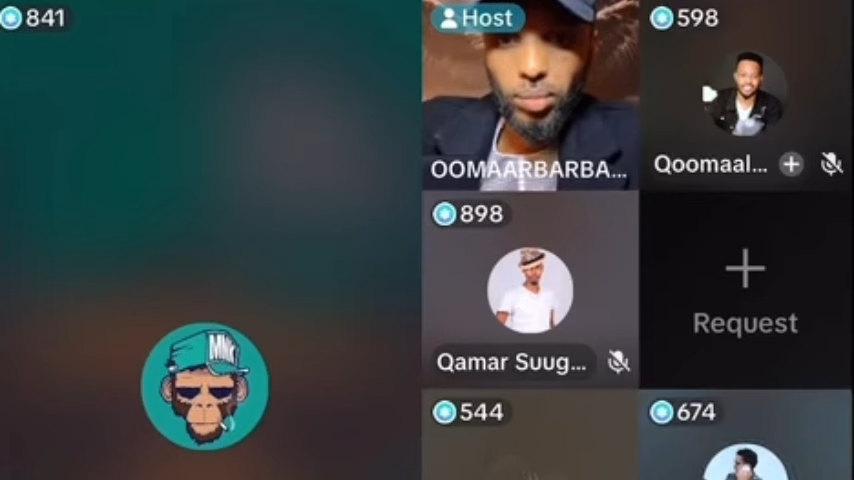 841
Host
598
OOMAARBARBA...
Qoomaal...
898
Request
Qamar Suug...
544
674